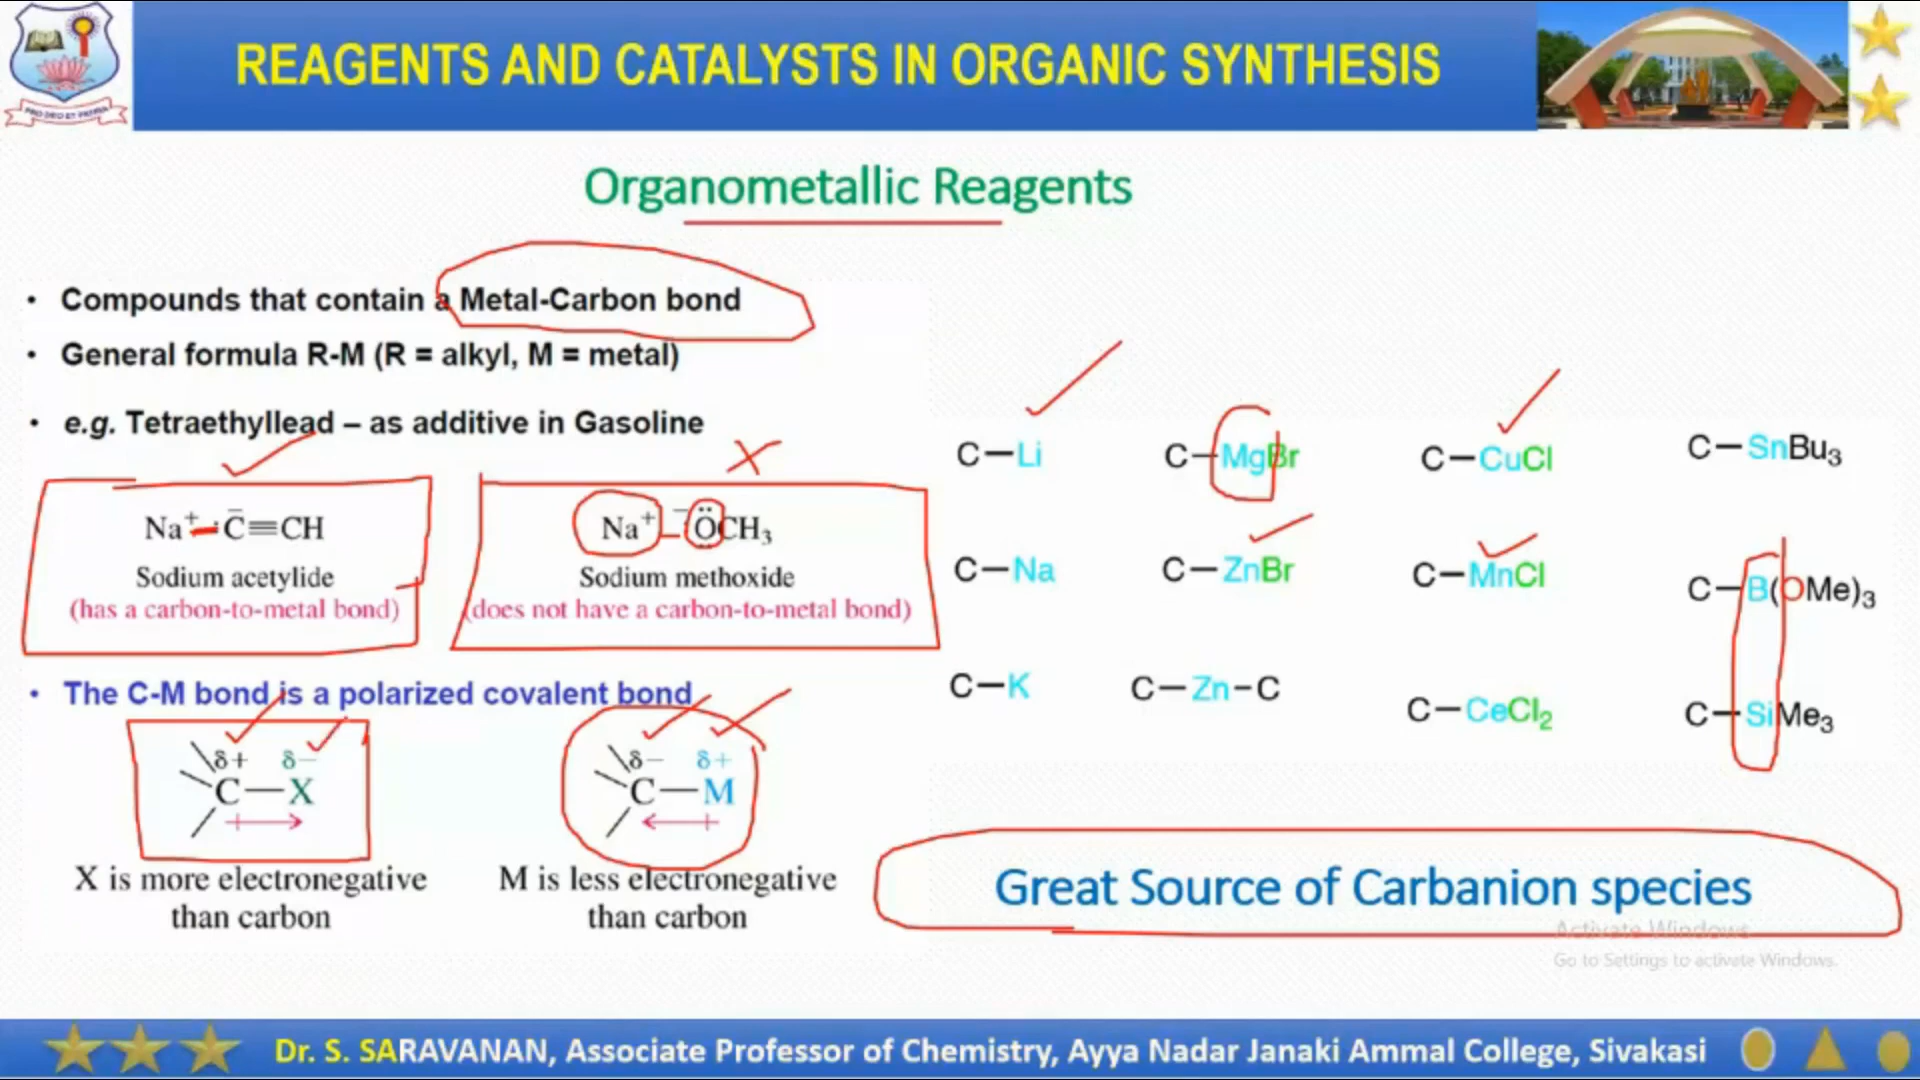 REAGENTS AND CATALYSTS IN ORGANIC SYNTHESIS
Organometallic Reagents
• Compounds that contain a Metal-Carbon bond
• General formula R-M (R = alkyl, M = metal)
• e.g. Tetraethyllead – as additive in Gasoline
Na⁺ :C̄≡CH
Sodium acetylide
(has a carbon-to-metal bond)
Na⁺ ⁻:ÖCH₃
Sodium methoxide
(does not have a carbon-to-metal bond)
• The C-M bond is a polarized covalent bond
δ+ δ−
C—X
X is more electronegative
than carbon
δ− δ+
C—M
M is less electronegative
than carbon
C—Li
C—MgBr
C—CuCl
C—SnBu₃
C—Na
C—ZnBr
C—MnCl
C—B(OMe)₃
C—K
C—Zn–C
C—CeCl₂
C—SiMe₃
Great Source of Carbanion species
Activate Windows
Go to Settings to activate Windows.
Dr. S. SARAVANAN, Associate Professor of Chemistry, Ayya Nadar Janaki Ammal College, Sivakasi